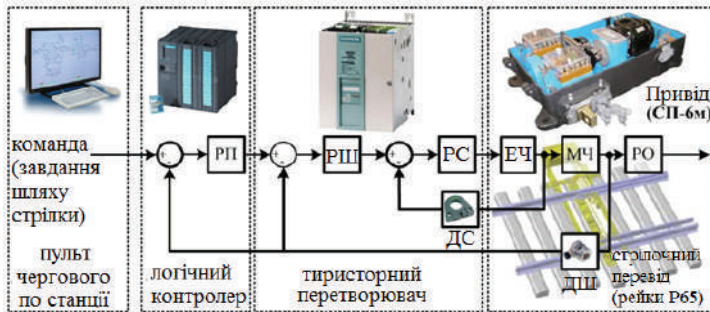 команда
(завдання
шляху
стрілки)
пульт
чергового
по станції
РП
логічний
контролер
РШ
РС
ДС
тиристорний
перетворювач
Привід
(СП-6м)
ЕЧ
МЧ
РО
ДШ
стрілочний
перевід
(рейки Р65)